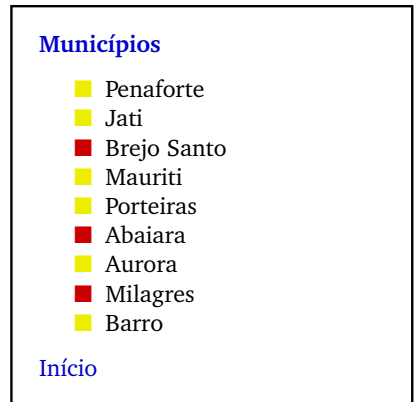 Municípios
Penaforte
Jati
Brejo Santo
Mauriti
Porteiras
Abaiara
Aurora
Milagres
Barro
Início